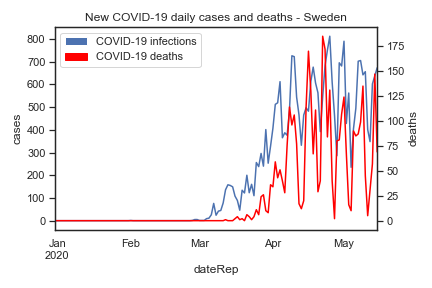 New COVID-19 daily cases and deaths - Sweden
COVID-19 infections
COVID-19 deaths
cases
800
700
600
500
400
300
200
100
0
deaths
175
150
125
100
75
50
25
0
Jan
2020
Feb
Mar
Apr
May
dateRep